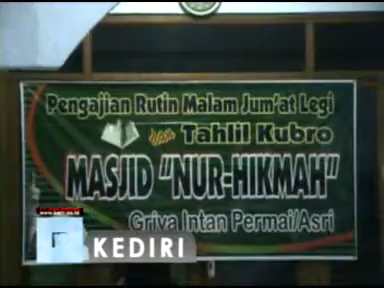 Pengajian Rutin Malam Jum'at Legi
dan Tahlil Kubro
MASJID "NUR-HIKMAH"
Griya Intan Permai/Asri
KEDIRI